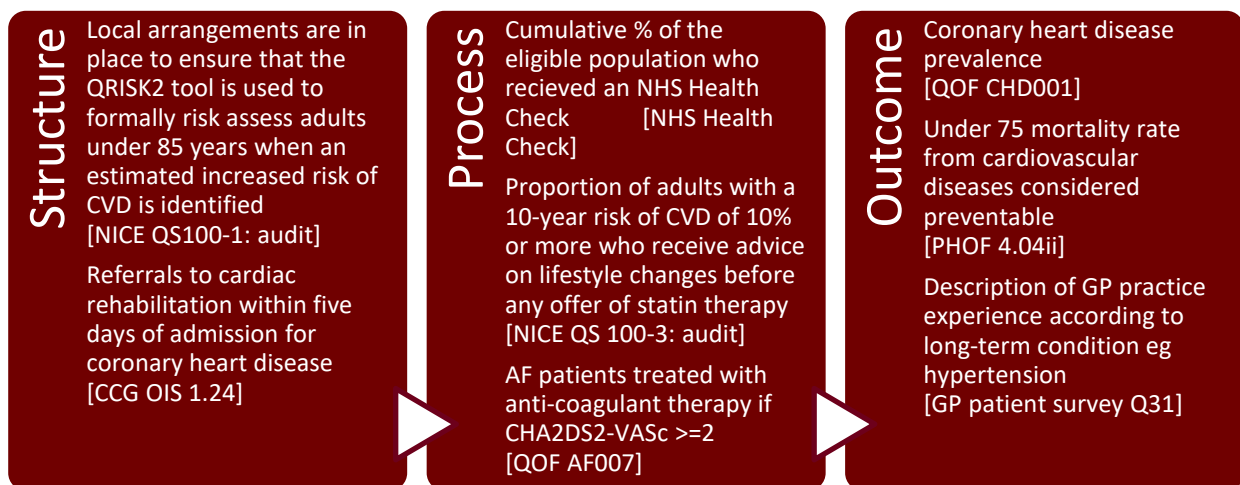 Structure
Local arrangements are in
place to ensure that the
QRISK2 tool is used to
formally risk assess adults
under 85 years when an
estimated increased risk of
CVD is identified
[NICE QS100-1: audit]
Referrals to cardiac
rehabilitation within five
days of admission for
coronary heart disease
[CCG OIS 1.24]
Process
Cumulative % of the
eligible population who
recieved an NHS Health
Check [NHS Health
Check]
Proportion of adults with a
10-year risk of CVD of 10%
or more who receive advice
on lifestyle changes before
any offer of statin therapy
[NICE QS 100-3: audit]
AF patients treated with
anti-coagulant therapy if
CHA2DS2-VASc >=2
[QOF AF007]
Outcome
Coronary heart disease
prevalence
[QOF CHD001]
Under 75 mortality rate
from cardiovascular
diseases considered
preventable
[PHOF 4.04ii]
Description of GP practice
experience according to
long-term condition eg
hypertension
[GP patient survey Q31]